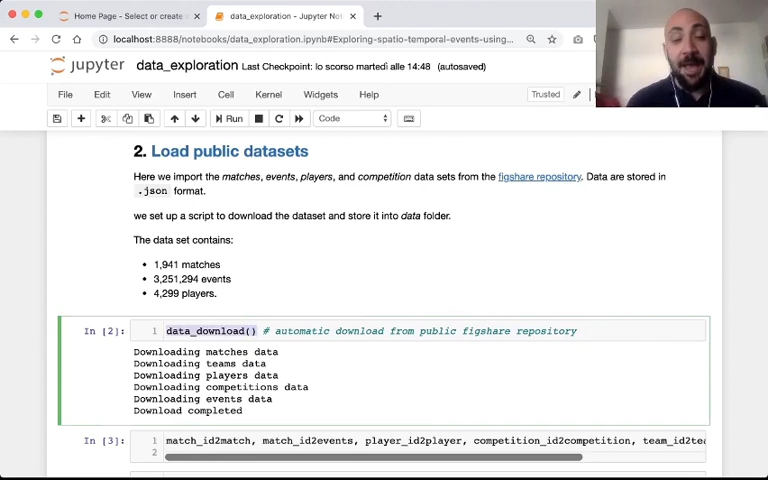 Home Page - Select or create a
data_exploration - Jupyter Not
localhost:8888/notebooks/data_exploration.ipynb#Exploring-spatio-temporal-events-using...
jupyter data_exploration Last Checkpoint: lo scorso martedì alle 14:48 (autosaved)
File Edit View Insert Cell Kernel Widgets Help Trusted
Run Code
2. Load public datasets
Here we import the matches, events, players, and competition data sets from the figshare repository. Data are stored in
.json format.
we set up a script to download the dataset and store it into data folder.
The data set contains:
• 1,941 matches
• 3,251,294 events
• 4,299 players.
In [2]: 1 data_download() # automatic download from public figshare repository
Downloading matches data
Downloading teams data
Downloading players data
Downloading competitions data
Downloading events data
Download completed
In [3]: 1 match_id2match, match_id2events, player_id2player, competition_id2competition, team_id2tea
2